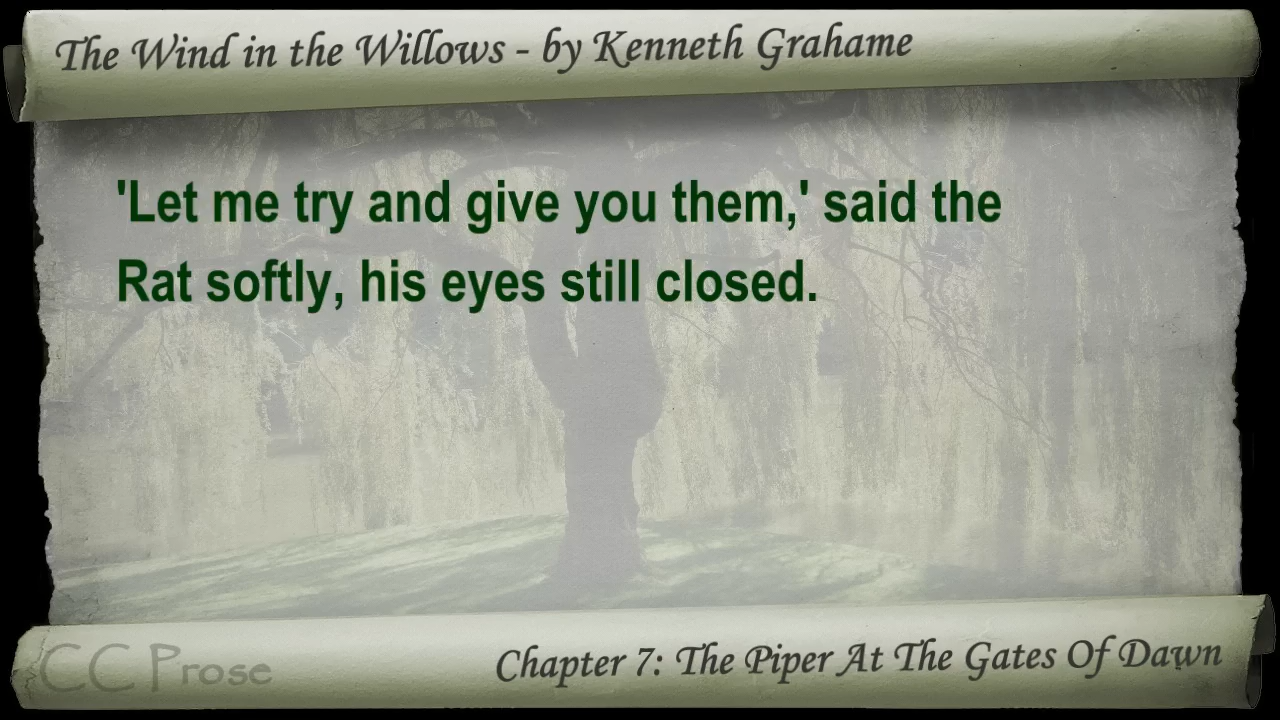 The Wind in the Willows - by Kenneth Grahame
'Let me try and give you them,' said the
Rat softly, his eyes still closed.
CC Prose
Chapter 7: The Piper At The Gates Of Dawn